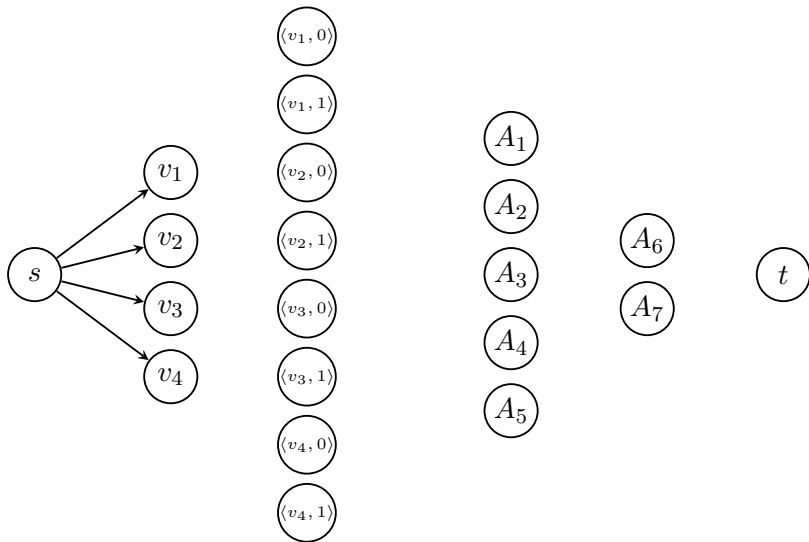 s
v₁
v₂
v₃
v₄
⟨v₁, 0⟩
⟨v₁, 1⟩
⟨v₂, 0⟩
⟨v₂, 1⟩
⟨v₃, 0⟩
⟨v₃, 1⟩
⟨v₄, 0⟩
⟨v₄, 1⟩
A₁
A₂
A₃
A₄
A₅
A₆
A₇
t